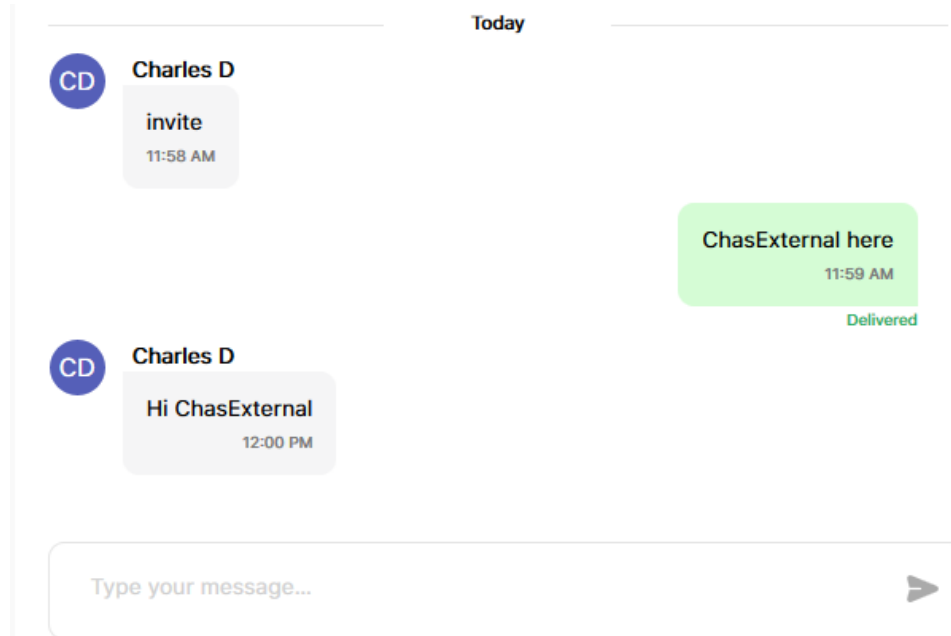 Today
CD
Charles D
invite
11:58 AM
ChasExternal here
11:59 AM
Delivered
CD
Charles D
Hi ChasExternal
12:00 PM
Type your message...